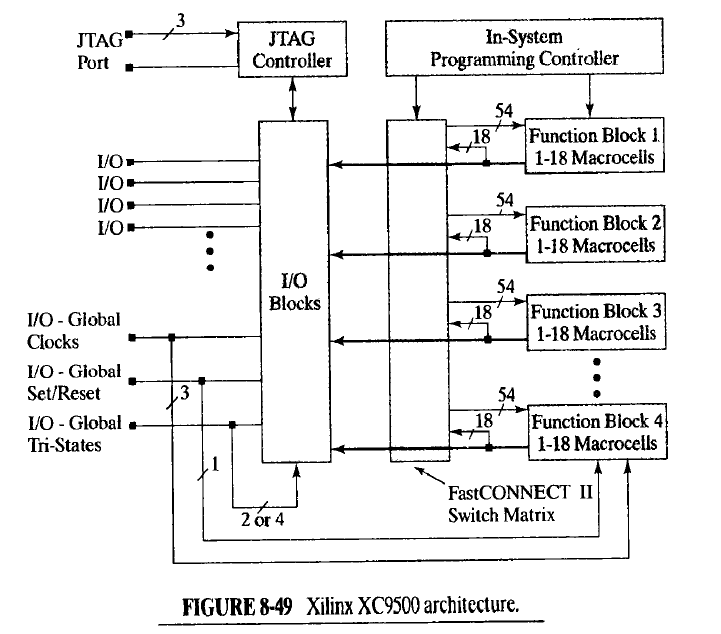 JTAG
Port
3
JTAG
Controller
In-System
Programming Controller
54
18
Function Block 1
1-18 Macrocells
I/O
I/O
I/O
I/O
54
18
Function Block 2
1-18 Macrocells
I/O
Blocks
54
18
Function Block 3
1-18 Macrocells
I/O - Global
Clocks
I/O - Global
Set/Reset
3
I/O - Global
Tri-States
54
18
Function Block 4
1-18 Macrocells
1
2 or 4
FastCONNECT II
Switch Matrix
FIGURE 8-49 Xilinx XC9500 architecture.